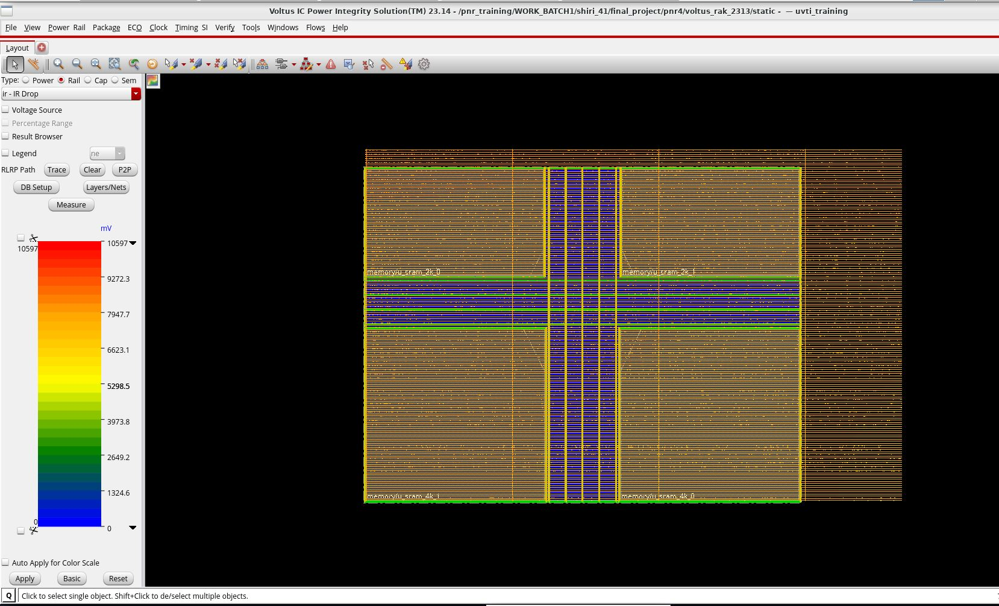 Voltus IC Power Integrity Solution(TM) 23.14 - /pnr_training/WORK_BATCH1/shiri_41/final_project/pnr4/voltus_rak_2313/static - — uvti_training
File View Power Rail Package ECO Clock Timing SI Verify Tools Windows Flows Help
Layout
Type: Power Rail Cap Sem
ir - IR Drop
Voltage Source
Percentage Range
Result Browser
Legend ne
RLRP Path Trace Clear P2P
DB Setup Layers/Nets
Measure
mV
10597
10597
9272.3
7947.7
6623.1
5298.5
3973.8
2649.2
1324.6
0
0
memory/u_sram_2k_0 memory/u_sram_2k_1
memory/u_sram_4k_1 memory/u_sram_4k_0
Auto Apply for Color Scale
Apply Basic Reset
Q Click to select single object. Shift+Click to de/select multiple objects.